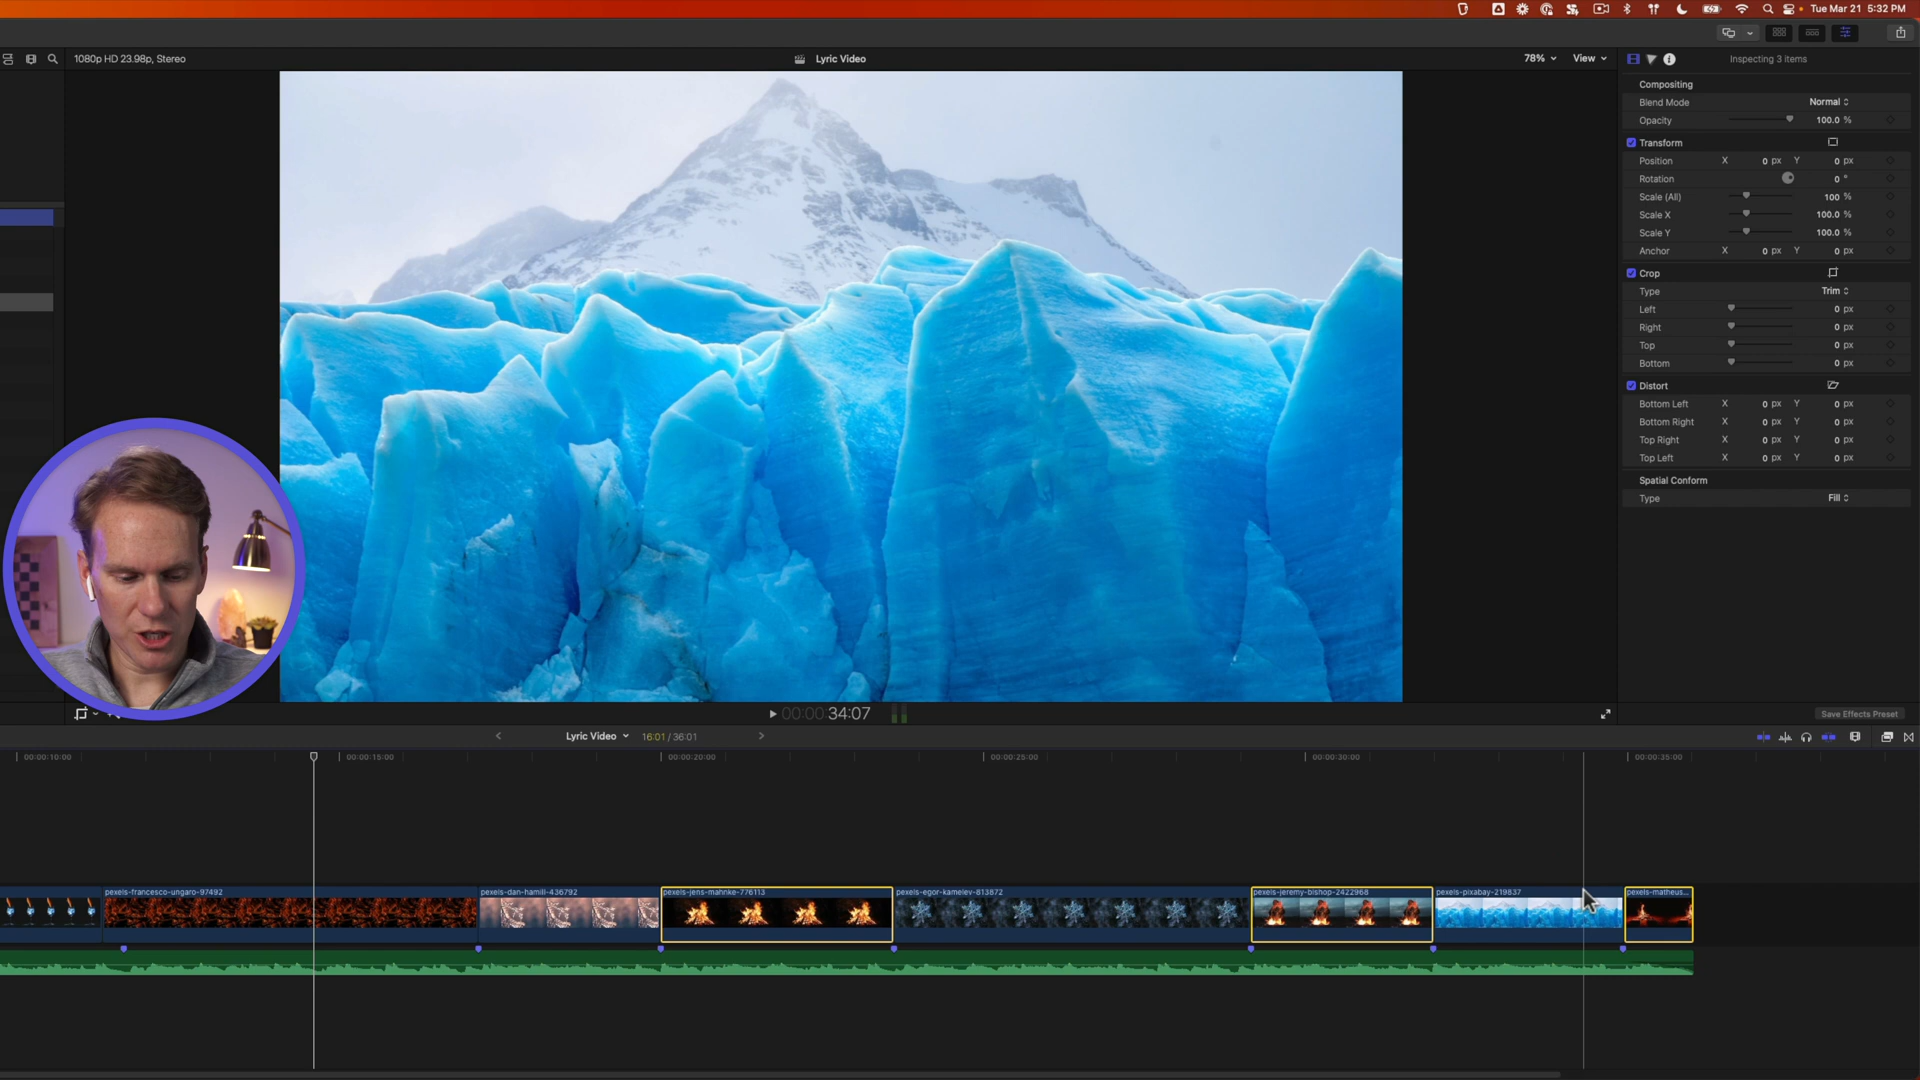 Tue Mar 21 5:32 PM
1080p HD 23.98p, Stereo
Lyric Video
78%
View
Inspecting 3 items
Compositing
Blend Mode Normal
Opacity 100.0 %
Transform
Position X 0 px Y 0 px
Rotation 0 °
Scale (All) 100 %
Scale X 100.0 %
Scale Y 100.0 %
Anchor X 0 px Y 0 px
Crop
Type Trim
Left 0 px
Right 0 px
Top 0 px
Bottom 0 px
Distort
Bottom Left X 0 px Y 0 px
Bottom Right X 0 px Y 0 px
Top Right X 0 px Y 0 px
Top Left X 0 px Y 0 px
Spatial Conform
Type Fill
00:00:34:07
Save Effects Preset
Lyric Video 16:01 / 36:01
00:00:10:00 00:00:15:00 00:00:20:00 00:00:25:00 00:00:30:00 00:00:35:00
pexels-francesco-ungaro-97492 pexels-dan-hamill-436792 pexels-jens-mahnke-776113 pexels-egor-kamelev-813872 pexels-jeremy-bishop-2422968 pexels-pixabay-219837 pexels-matheus...